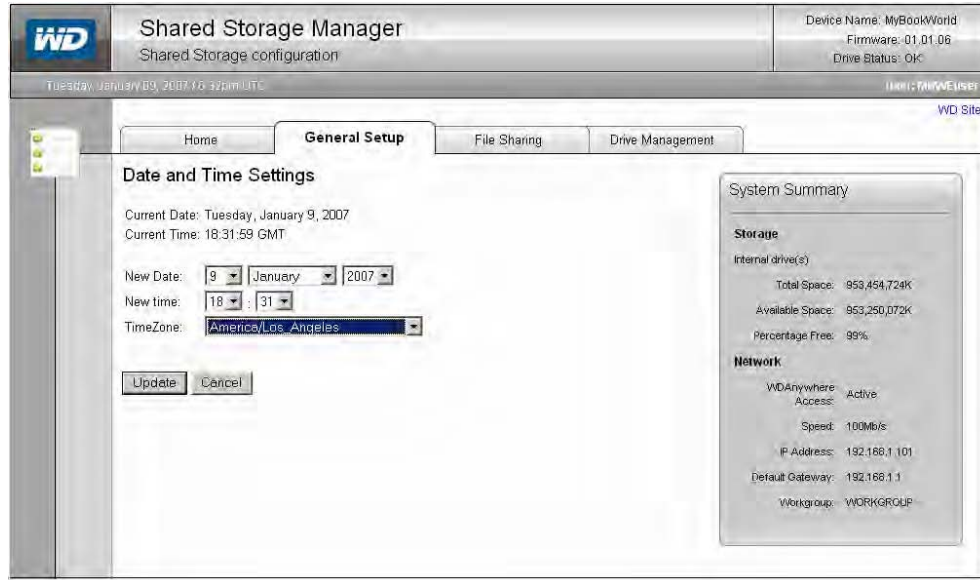 WD
Shared Storage Manager
Shared Storage configuration
Device Name: MyBookWorld
Firmware: 01.01.06
Drive Status: OK
Tuesday, January 09, 2007
WD Site
Home
General Setup
File Sharing
Drive Management
Date and Time Settings
Current Date: Tuesday, January 9, 2007
Current Time: 18:31:59 GMT
New Date: 9 January 2007
New time: 18 : 31
TimeZone: America/Los_Angeles
Update Cancel
System Summary
Storage
Internal drive(s)
Total Space: 953,454,724K
Available Space: 953,250,072K
Percentage Free: 99%
Network
WDAnywhere Access: Active
Speed: 100Mb/s
IP Address: 192.168.1.101
Default Gateway: 192.168.1.1
Workgroup: WORKGROUP